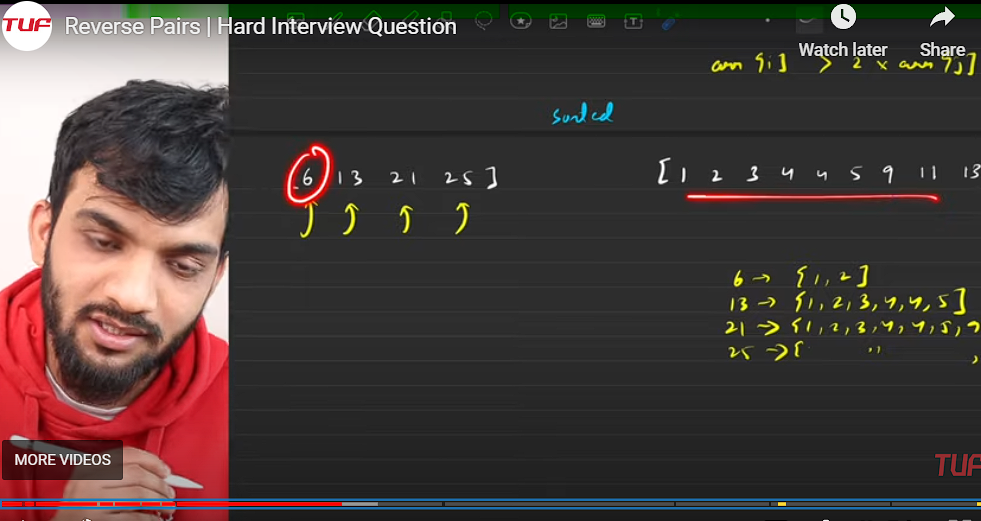 TUF Reverse Pairs | Hard Interview Question
Watch later Share
arr[i] > 2 x arr[j]
sorted
6 13 21 25 ] [ 1 2 3 4 4 5 9 11 13
6 → {1, 2]
13 → {1, 2, 3, 4, 4, 5]
21 → {1, 2, 3, 4, 4, 5, 9
25 → { " ,
MORE VIDEOS
TUF